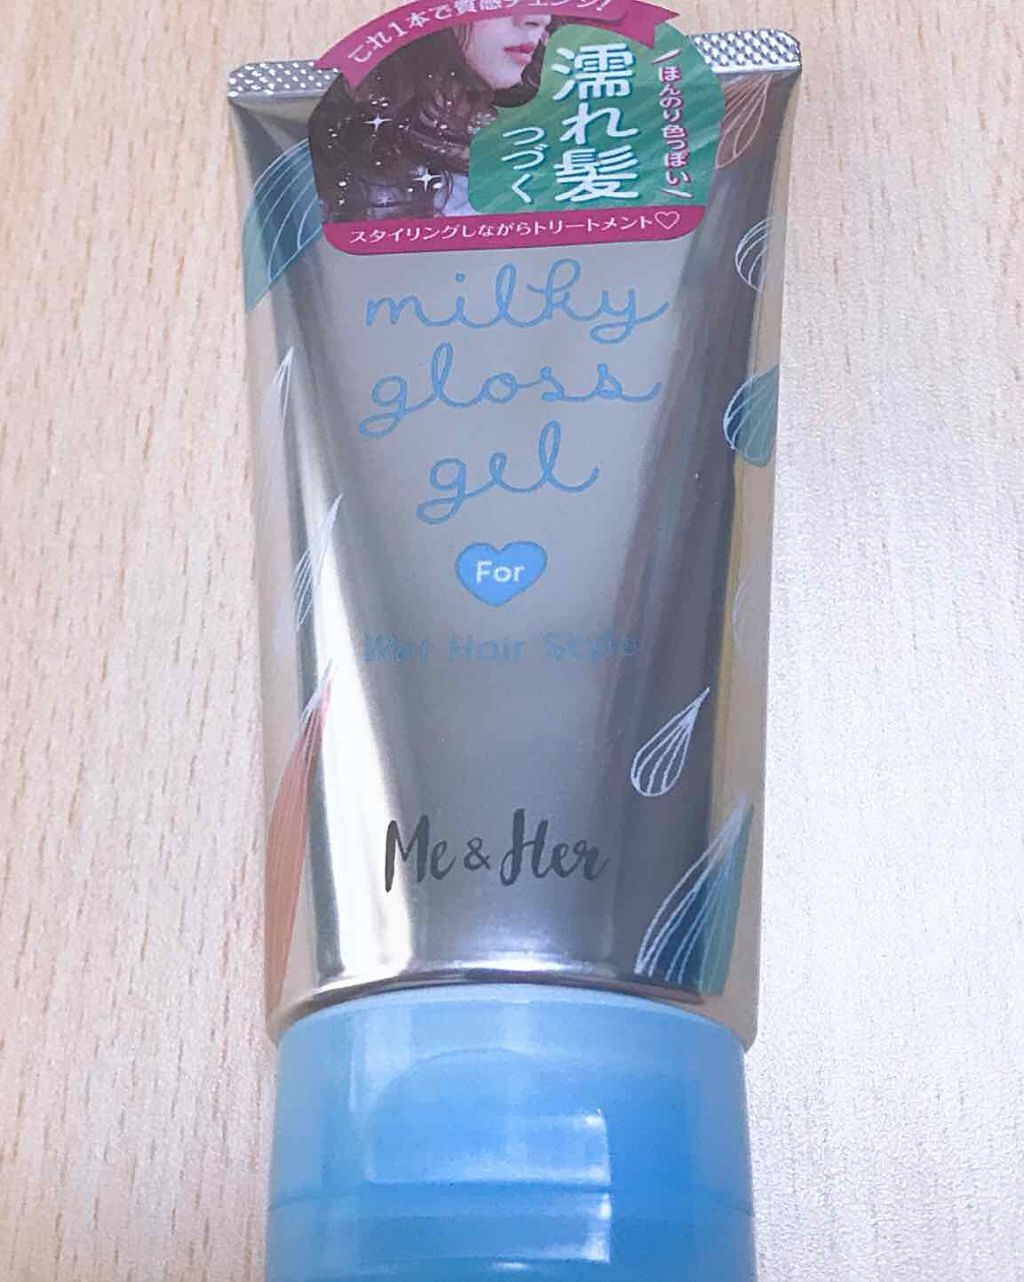 これ1本で質感チェンジ!
ほんのり色っぽい
濡れ髪
つづく
スタイリングしながらトリートメント♡
milky
gloss
gel
For
Wet Hair Style
Me & Her